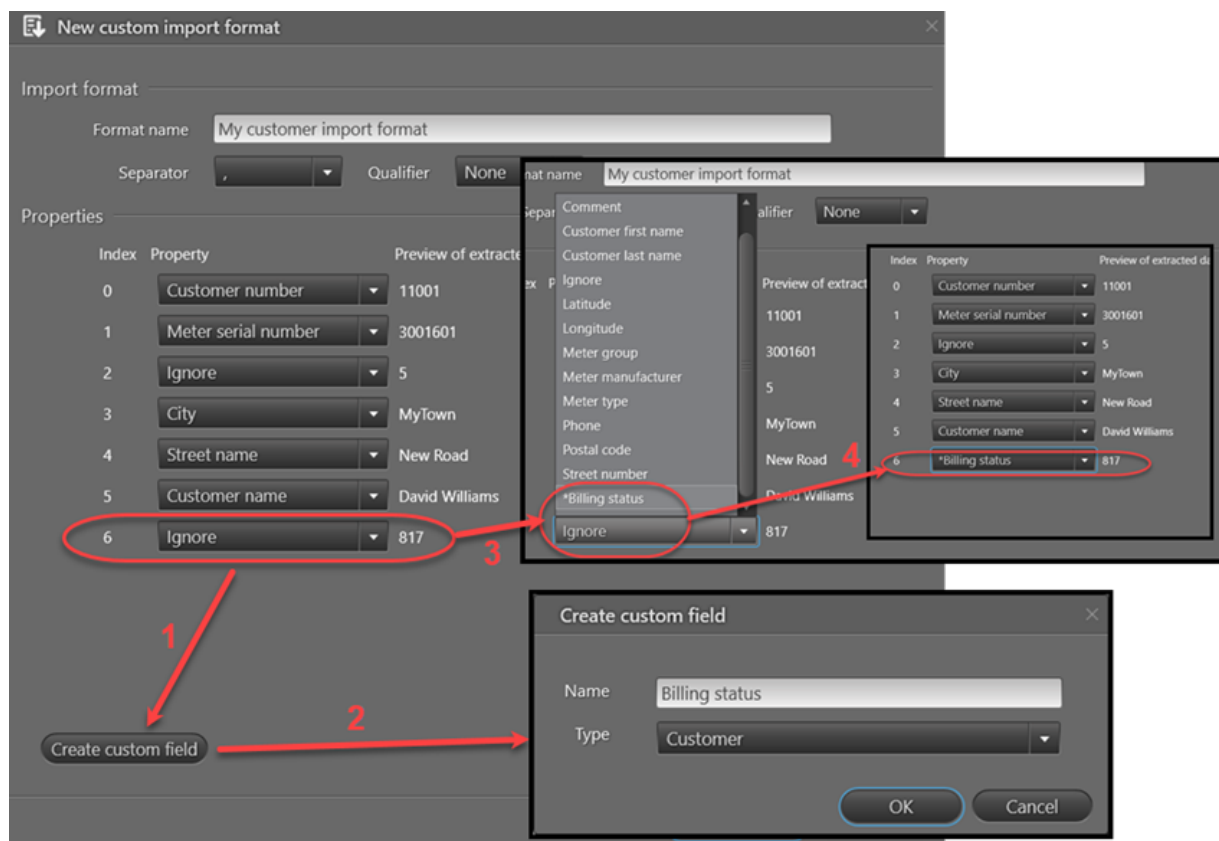 New custom import format
Import format
Format name My customer import format
Separator , Qualifier None
Properties
Index Property Preview of extracte
0 Customer number 11001
1 Meter serial number 3001601
2 Ignore 5
3 City MyTown
4 Street name New Road
5 Customer name David Williams
6 Ignore 817
1
Create custom field
2
3
mat name My customer import format
Separ alifier None
Comment
Customer first name
Customer last name
Ignore
Latitude
Longitude
Meter group
Meter manufacturer
Meter type
Phone
Postal code
Street number
*Billing status
Ignore 817
ex P Preview of extract
11001
3001601
5
MyTown
New Road
David Williams
4
Index Property Preview of extracted da
0 Customer number 11001
1 Meter serial number 3001601
2 Ignore 5
3 City MyTown
4 Street name New Road
5 Customer name David Williams
6 *Billing status 817
Create custom field
Name Billing status
Type Customer
OK Cancel